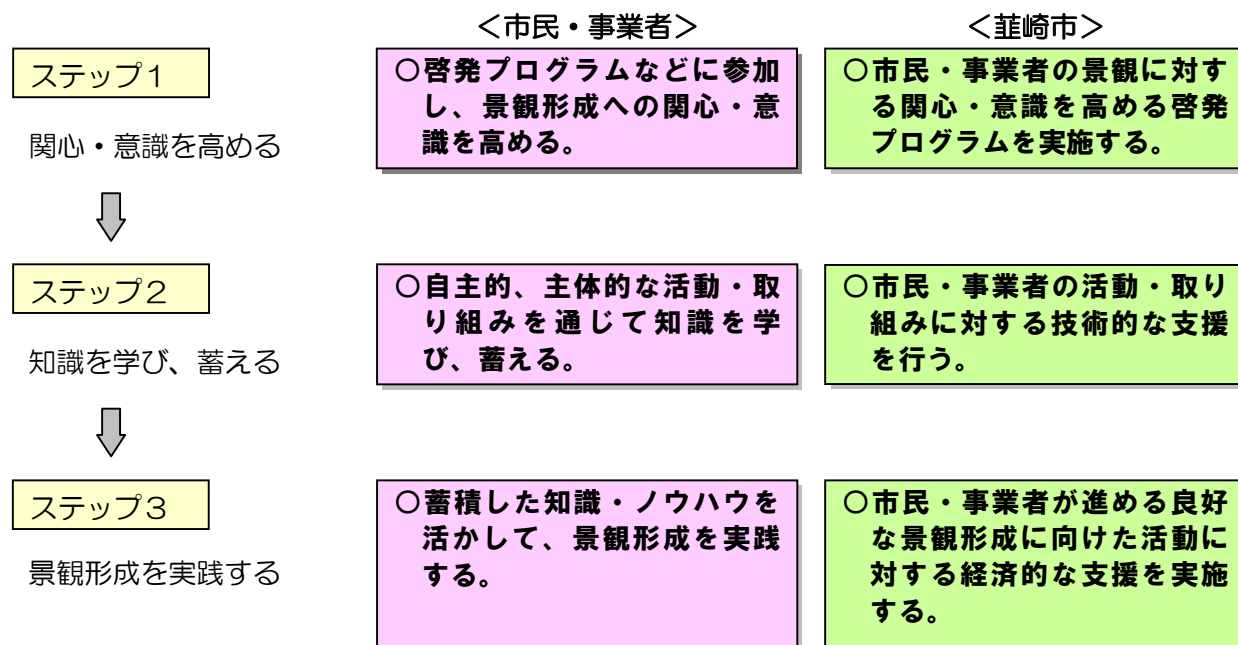 ＜市民・事業者＞
＜韮崎市＞
ステップ１
関心・意識を高める
〇啓発プログラムなどに参加
し、景観形成への関心・意
識を高める。
〇市民・事業者の景観に対す
る関心・意識を高める啓発
プログラムを実施する。
ステップ２
知識を学び、蓄える
〇自主的、主体的な活動・取
り組みを通じて知識を学
び、蓄える。
〇市民・事業者の活動・取り
組みに対する技術的な支援
を行う。
ステップ３
景観形成を実践する
〇蓄積した知識・ノウハウを
活かして、景観形成を実践
する。
〇市民・事業者が進める良好
な景観形成に向けた活動に
対する経済的な支援を実施
する。